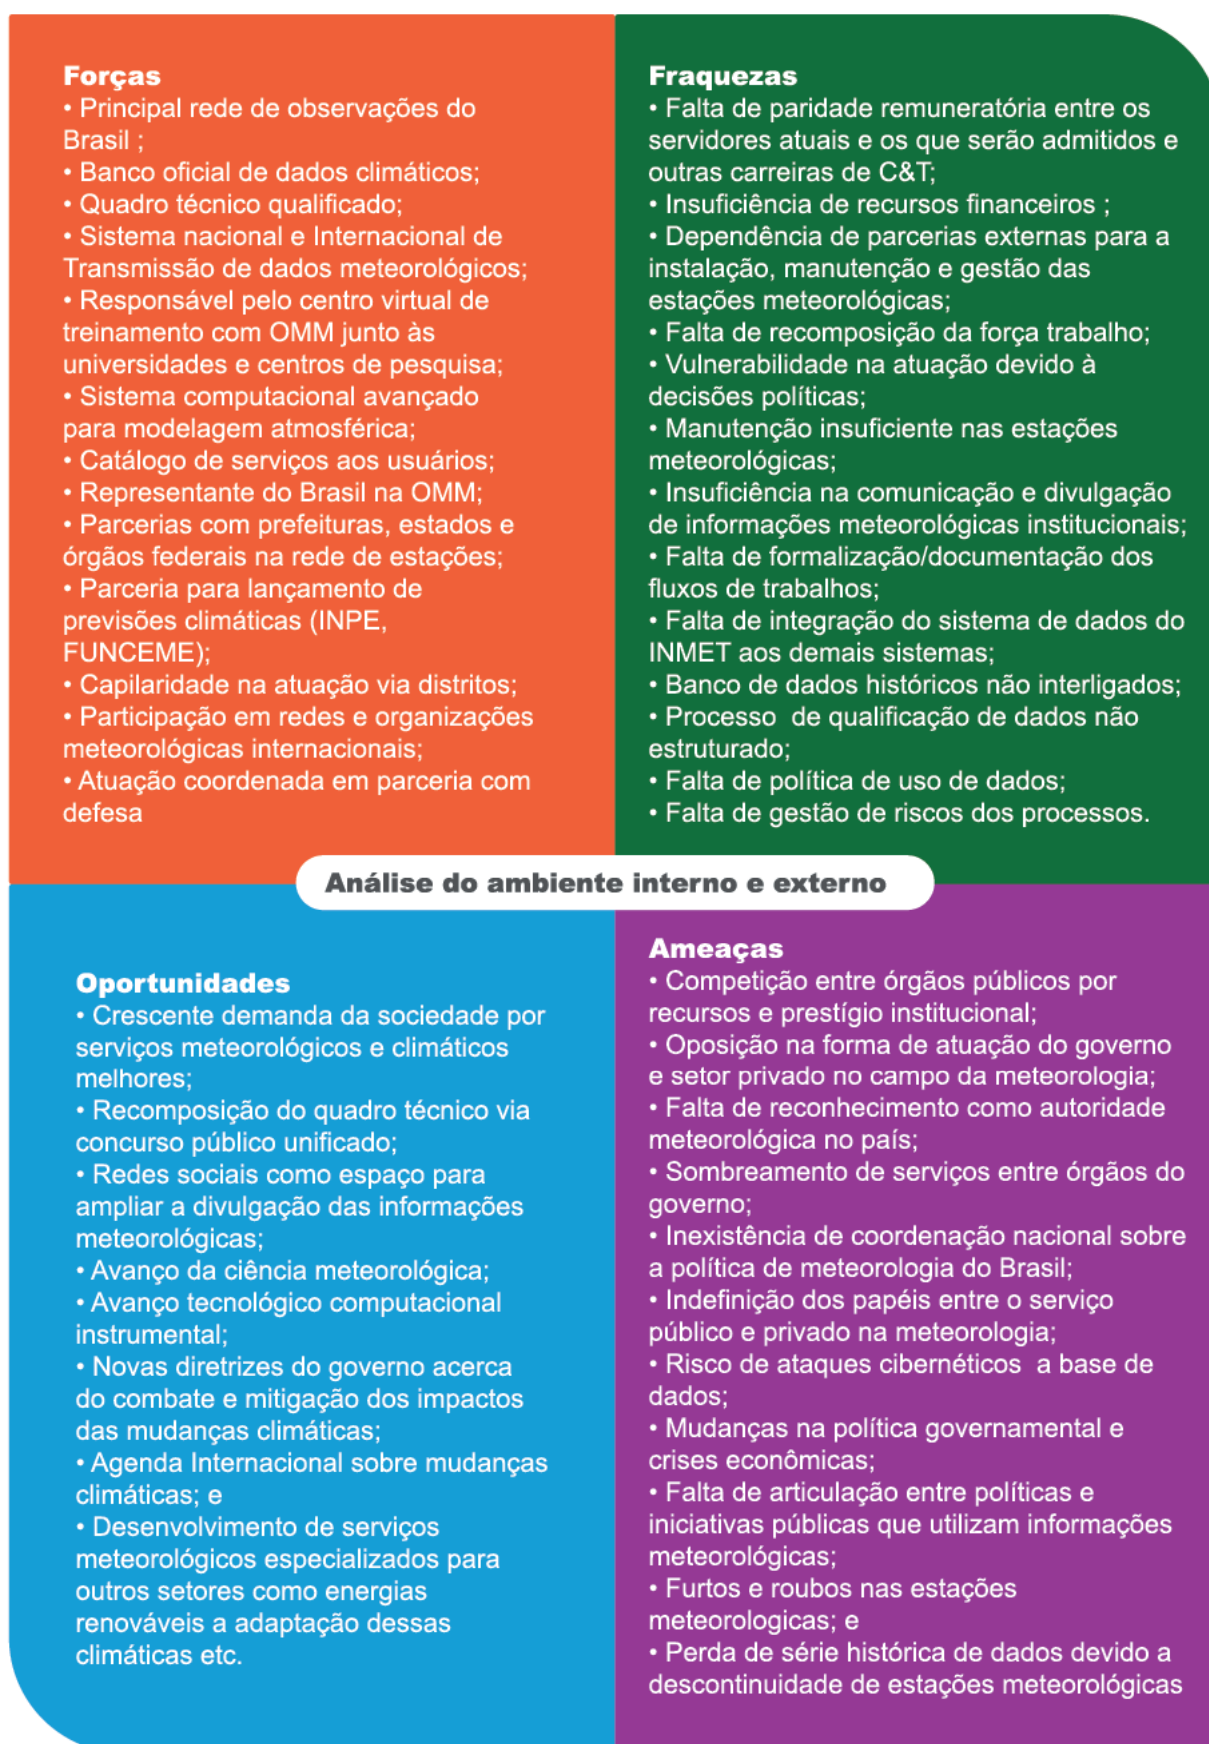 Forças
• Principal rede de observações do
Brasil ;
• Banco oficial de dados climáticos;
• Quadro técnico qualificado;
• Sistema nacional e Internacional de
Transmissão de dados meteorológicos;
• Responsável pelo centro virtual de
treinamento com OMM junto às
universidades e centros de pesquisa;
• Sistema computacional avançado
para modelagem atmosférica;
• Catálogo de serviços aos usuários;
• Representante do Brasil na OMM;
• Parcerias com prefeituras, estados e
órgãos federais na rede de estações;
• Parceria para lançamento de
previsões climáticas (INPE,
FUNCEME);
• Capilaridade na atuação via distritos;
• Participação em redes e organizações
meteorológicas internacionais;
• Atuação coordenada em parceria com
defesa
Fraquezas
• Falta de paridade remuneratória entre os
servidores atuais e os que serão admitidos e
outras carreiras de C&T;
• Insuficiência de recursos financeiros ;
• Dependência de parcerias externas para a
instalação, manutenção e gestão das
estações meteorológicas;
• Falta de recomposição da força trabalho;
• Vulnerabilidade na atuação devido à
decisões políticas;
• Manutenção insuficiente nas estações
meteorológicas;
• Insuficiência na comunicação e divulgação
de informações meteorológicas institucionais;
• Falta de formalização/documentação dos
fluxos de trabalhos;
• Falta de integração do sistema de dados do
INMET aos demais sistemas;
• Banco de dados históricos não interligados;
• Processo  de qualificação de dados não
estruturado;
• Falta de política de uso de dados;
• Falta de gestão de riscos dos processos.
Análise do ambiente interno e externo
Oportunidades
• Crescente demanda da sociedade por
serviços meteorológicos e climáticos
melhores;
• Recomposição do quadro técnico via
concurso público unificado;
• Redes sociais como espaço para
ampliar a divulgação das informações
meteorológicas;
• Avanço da ciência meteorológica;
• Avanço tecnológico computacional
instrumental;
• Novas diretrizes do governo acerca
do combate e mitigação dos impactos
das mudanças climáticas;
• Agenda Internacional sobre mudanças
climáticas; e
• Desenvolvimento de serviços
meteorológicos especializados para
outros setores como energias
renováveis a adaptação dessas
climáticas etc.
Ameaças
• Competição entre órgãos públicos por
recursos e prestígio institucional;
• Oposição na forma de atuação do governo
e setor privado no campo da meteorologia;
• Falta de reconhecimento como autoridade
meteorológica no país;
• Sombreamento de serviços entre órgãos do
governo;
• Inexistência de coordenação nacional sobre
a política de meteorologia do Brasil;
• Indefinição dos papéis entre o serviço
público e privado na meteorologia;
• Risco de ataques cibernéticos  a base de
dados;
• Mudanças na política governamental e
crises econômicas;
• Falta de articulação entre políticas e
iniciativas públicas que utilizam informações
meteorológicas;
• Furtos e roubos nas estações
meteorologicas; e
• Perda de série histórica de dados devido a
descontinuidade de estações meteorológicas